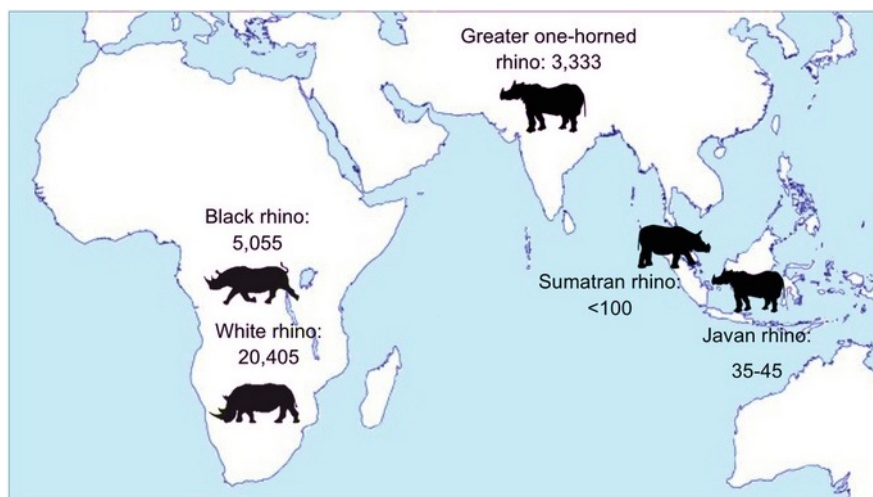 Greater one-horned
rhino: 3,333
Black rhino:
5,055
White rhino:
20,405
Sumatran rhino:
<100
Javan rhino:
35-45